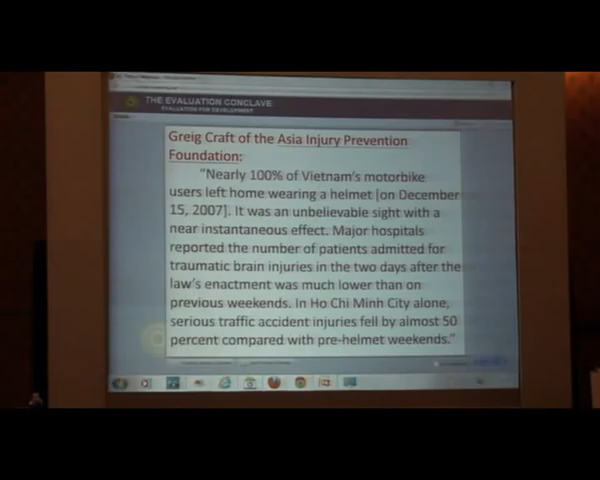 THE EVALUATION CONCLAVE
EVALUATION FOR DEVELOPMENT
Greig Craft of the Asia Injury Prevention
Foundation:
"Nearly 100% of Vietnam's motorbike
users left home wearing a helmet [on December
15, 2007]. It was an unbelievable sight with a
near instantaneous effect. Major hospitals
reported the number of patients admitted for
traumatic brain injuries in the two days after the
law's enactment was much lower than on
previous weekends. In Ho Chi Minh City alone,
serious traffic accident injuries fell by almost 50
percent compared with pre-helmet weekends."